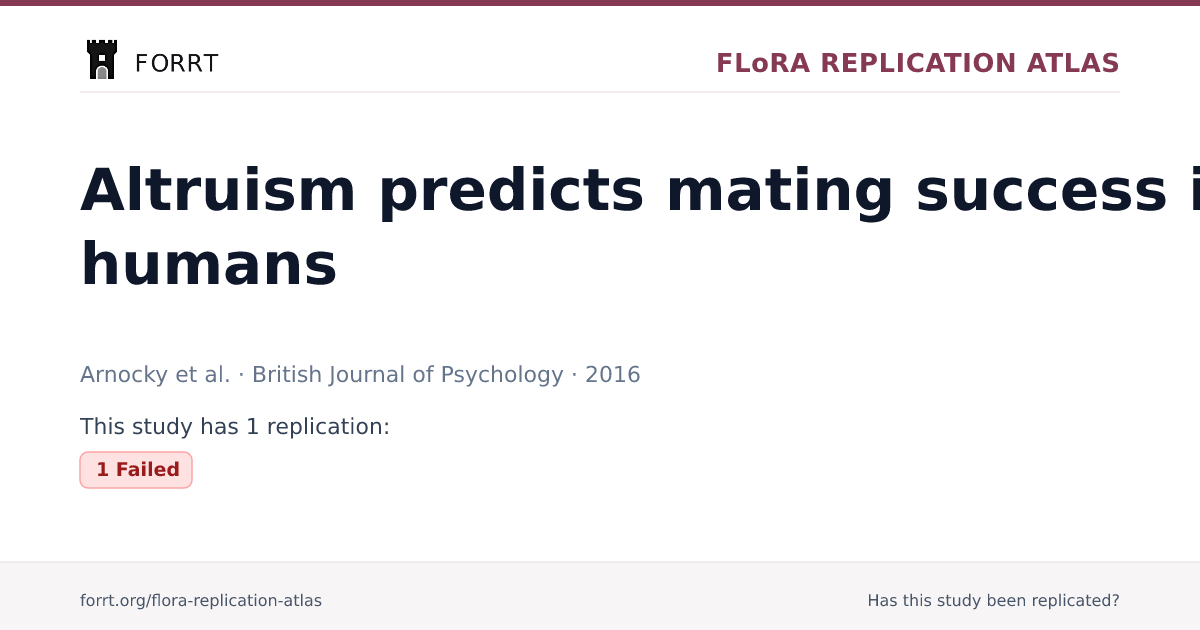 FORRT
FLoRA REPLICATION ATLAS
Altruism predicts mating success i
humans
Arnocky et al. · British Journal of Psychology · 2016
This study has 1 replication:
1 Failed
forrt.org/flora-replication-atlas
Has this study been replicated?